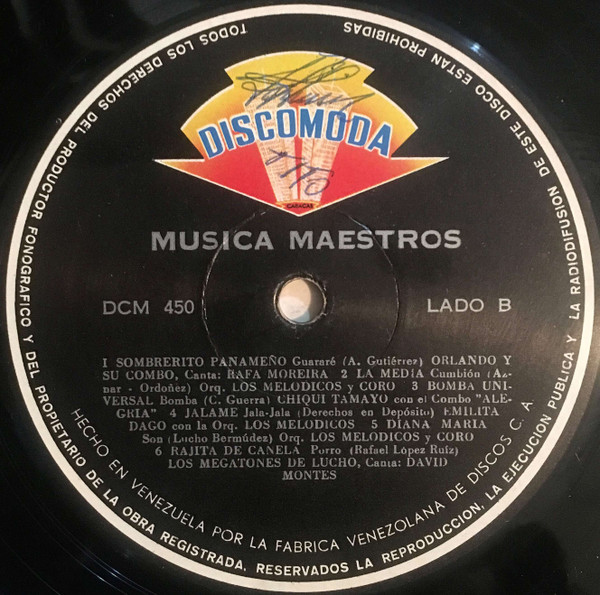 DISCOMODA
CARACAS
MUSICA MAESTROS
DCM 450
LADO B
1 SOMBRERITO PANAMEÑO Guararé (A. Gutiérrez) ORLANDO Y
SU COMBO, Canta: RAFA MOREIRA 2 LA MEDIA Cumbión (Az-
nar - Ordoñez) Orq. LOS MELODICOS y CORO 3 BOMBA UNI-
VERSAL Bomba (C. Guerra) CHIQUI TAMAYO con el Combo "ALE-
GRIA" 4 JALAME Jala-Jala (Derechos en Depósito) EMILITA
DAGO con la Orq. LOS MELODICOS 5 DIANA MARIA
Son (Lucho Bermúdez) Orq. LOS MELODICOS y CORO
6 RAJITA DE CANELA Porro (Rafael López Ruíz)
LOS MEGATONES DE LUCHO, Canta: DAVID
MONTES
HECHO EN VENEZUELA POR LA FABRICA VENEZOLANA DE DISCOS C. A.
TODOS LOS DERECHOS DEL PRODUCTOR FONOGRAFICO Y DEL PROPIETARIO DE LA OBRA REGISTRADA, RESERVADOS LA REPRODUCCION, LA EJECUCION PUBLICA Y LA RADIODIFUSION DE ESTE DISCO ESTAN PROHIBIDAS